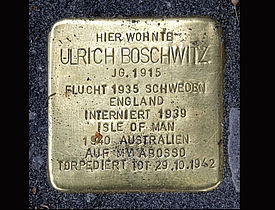 HIER WOHNTE
ULRICH BOSCHWITZ
JG. 1915
FLUCHT 1935 SCHWEDEN
ENGLAND
INTERNIERT 1939
ISLE OF MAN
1940 AUSTRALIEN
AUF MV ABOSSO
TORPEDIERT TOT 29.10.1942